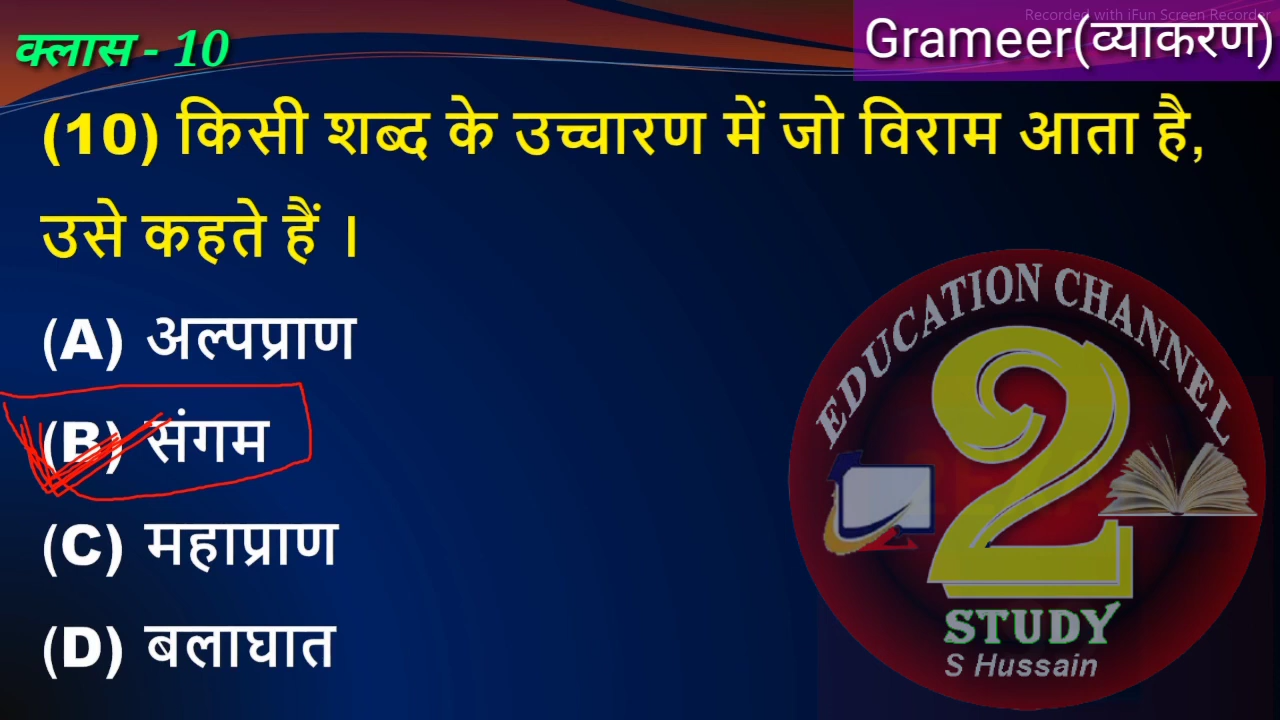 Recorded with iFun Screen Recorder
क्लास - 10
Grameer(व्याकरण)
(10) किसी शब्द के उच्चारण में जो विराम आता है,
उसे कहते हैं ।
(A) अल्पप्राण
(B) संगम
(C) महाप्राण
(D) बलाघात
EDUCATION CHANNEL
2
STUDY
S Hussain